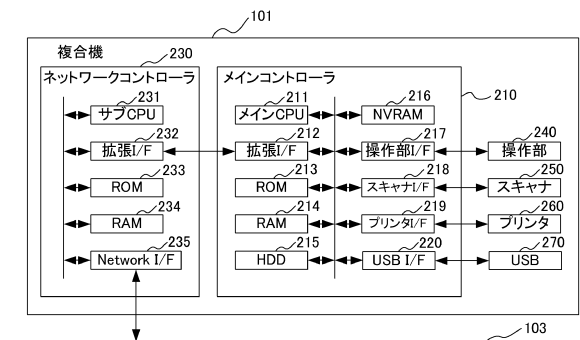 101
複合機
230
ネットワークコントローラ
メインコントローラ
210
231
サブCPU
211
メインCPU
216
NVRAM
232
拡張I/F
212
拡張I/F
217
操作部I/F
240
操作部
233
ROM
213
ROM
218
スキャナI/F
250
スキャナ
234
RAM
214
RAM
219
プリンタI/F
260
プリンタ
235
Network I/F
215
HDD
220
USB I/F
270
USB
103